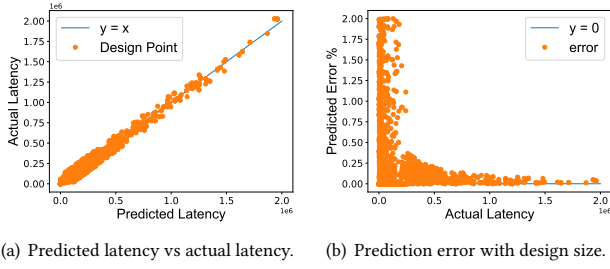 1e6
2.00
1.75
1.50
1.25
1.00
0.75
0.50
0.25
0.00
Actual Latency
y = x
Design Point
0.0 0.5 1.0 1.5 2.0
1e6
Predicted Latency
(a) Predicted latency vs actual latency.
2.00
1.75
1.50
1.25
1.00
0.75
0.50
0.25
0.00
Predicted Error %
y = 0
error
0.0 0.5 1.0 1.5 2.0
1e6
Actual Latency
(b) Prediction error with design size.